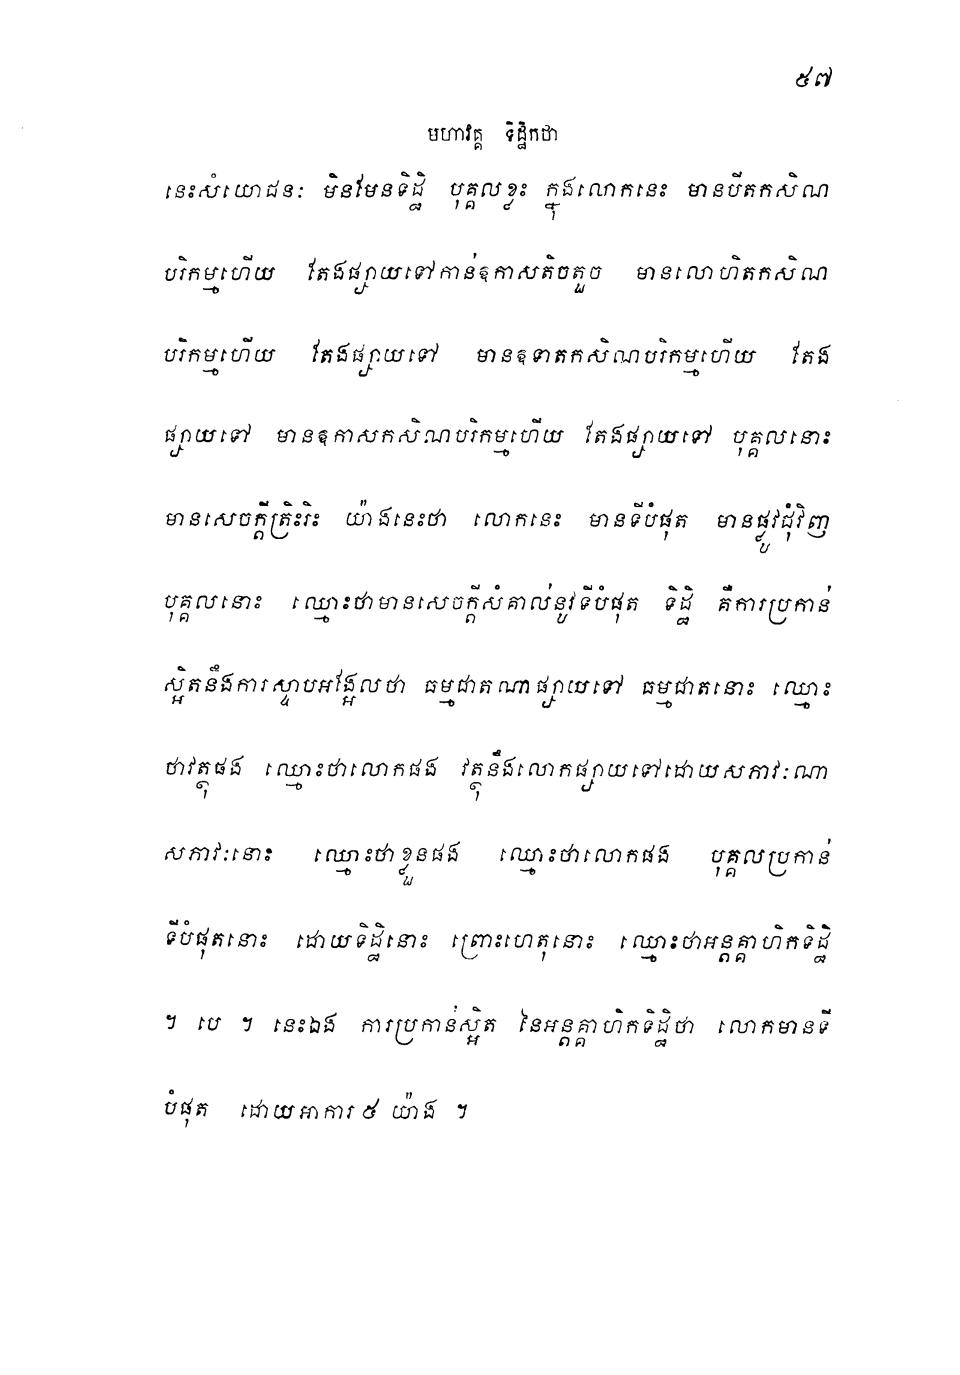 ៥៧
មហាវគ្គ ទិដ្ឋិកថា
នេះសំយោជនៈ មិនមែនទិដ្ឋិ បុគ្គលខ្លះ ក្នុងលោកនេះ មានបីតកសិណ
បរិកម្មហើយ តែងផ្សាយទៅកាន់ឱកាសតិចតួច មានលោហិតកសិណ
បរិកម្មហើយ តែងផ្សាយទៅ មានឱទាតកសិណបរិកម្មហើយ តែង
ផ្សាយទៅ មានឱកាសកសិណបរិកម្មហើយ តែងផ្សាយទៅ បុគ្គលនោះ
មានសេចក្តីត្រិះរិះ យ៉ាងនេះថា លោកនេះ មានទីបំផុត មានផ្លូវជុំវិញ
បុគ្គលនោះ ឈ្មោះថាមានសេចក្តីសំគាល់នូវទីបំផុត ទិដ្ឋិ គឺការប្រកាន់
ស្អិតនឹងការស្ទាបអង្អែលថា ធម្មជាតណាផ្សាយទៅ ធម្មជាតនោះ ឈ្មោះ
ថាវត្ថុផង ឈ្មោះថាលោកផង វត្ថុនឹងលោកផ្សាយទៅដោយសភាវៈណា
សភាវៈនោះ ឈ្មោះថាខ្លួនផង ឈ្មោះថាលោកផង បុគ្គលប្រកាន់
ទីបំផុតនោះ ដោយទិដ្ឋិនោះ ព្រោះហេតុនោះ ឈ្មោះថាអន្តគ្គាហិកទិដ្ឋិ
។ បេ ។ នេះឯង ការប្រកាន់ស្អិត នៃអន្តគ្គាហិកទិដ្ឋិថា លោកមានទី
បំផុត ដោយអាការ ៥ យ៉ាង ។